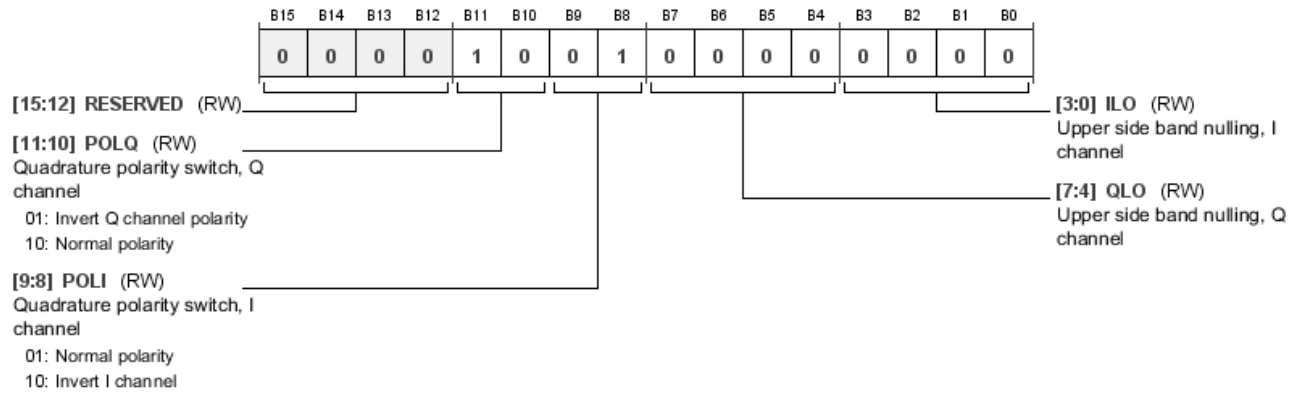 B15 B14 B13 B12 B11 B10 B9 B8 B7 B6 B5 B4 B3 B2 B1 B0
0 0 0 0 1 0 0 1 0 0 0 0 0 0 0 0
[15:12] RESERVED (RW)
[11:10] POLQ (RW)
Quadrature polarity switch, Q
channel
01: Invert Q channel polarity
10: Normal polarity
[9:8] POLI (RW)
Quadrature polarity switch, I
channel
01: Normal polarity
10: Invert I channel
[3:0] ILO (RW)
Upper side band nulling, I
channel
[7:4] QLO (RW)
Upper side band nulling, Q
channel